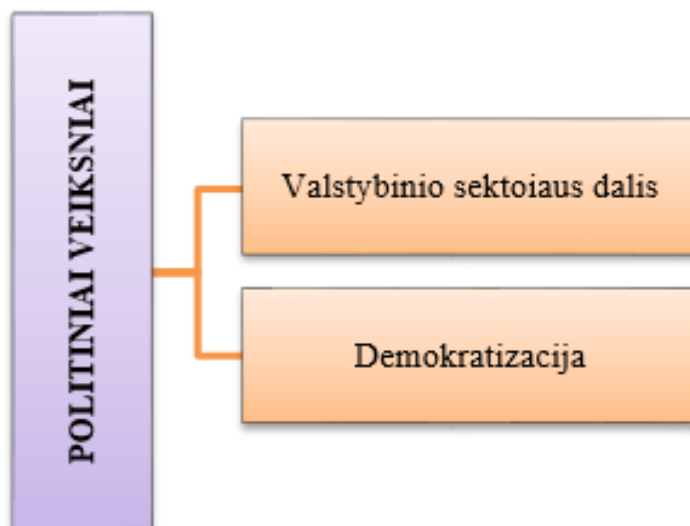 POLITINIAI VEIKSNIAI
Valstybinio sektoiaus dalis
Demokratizacija